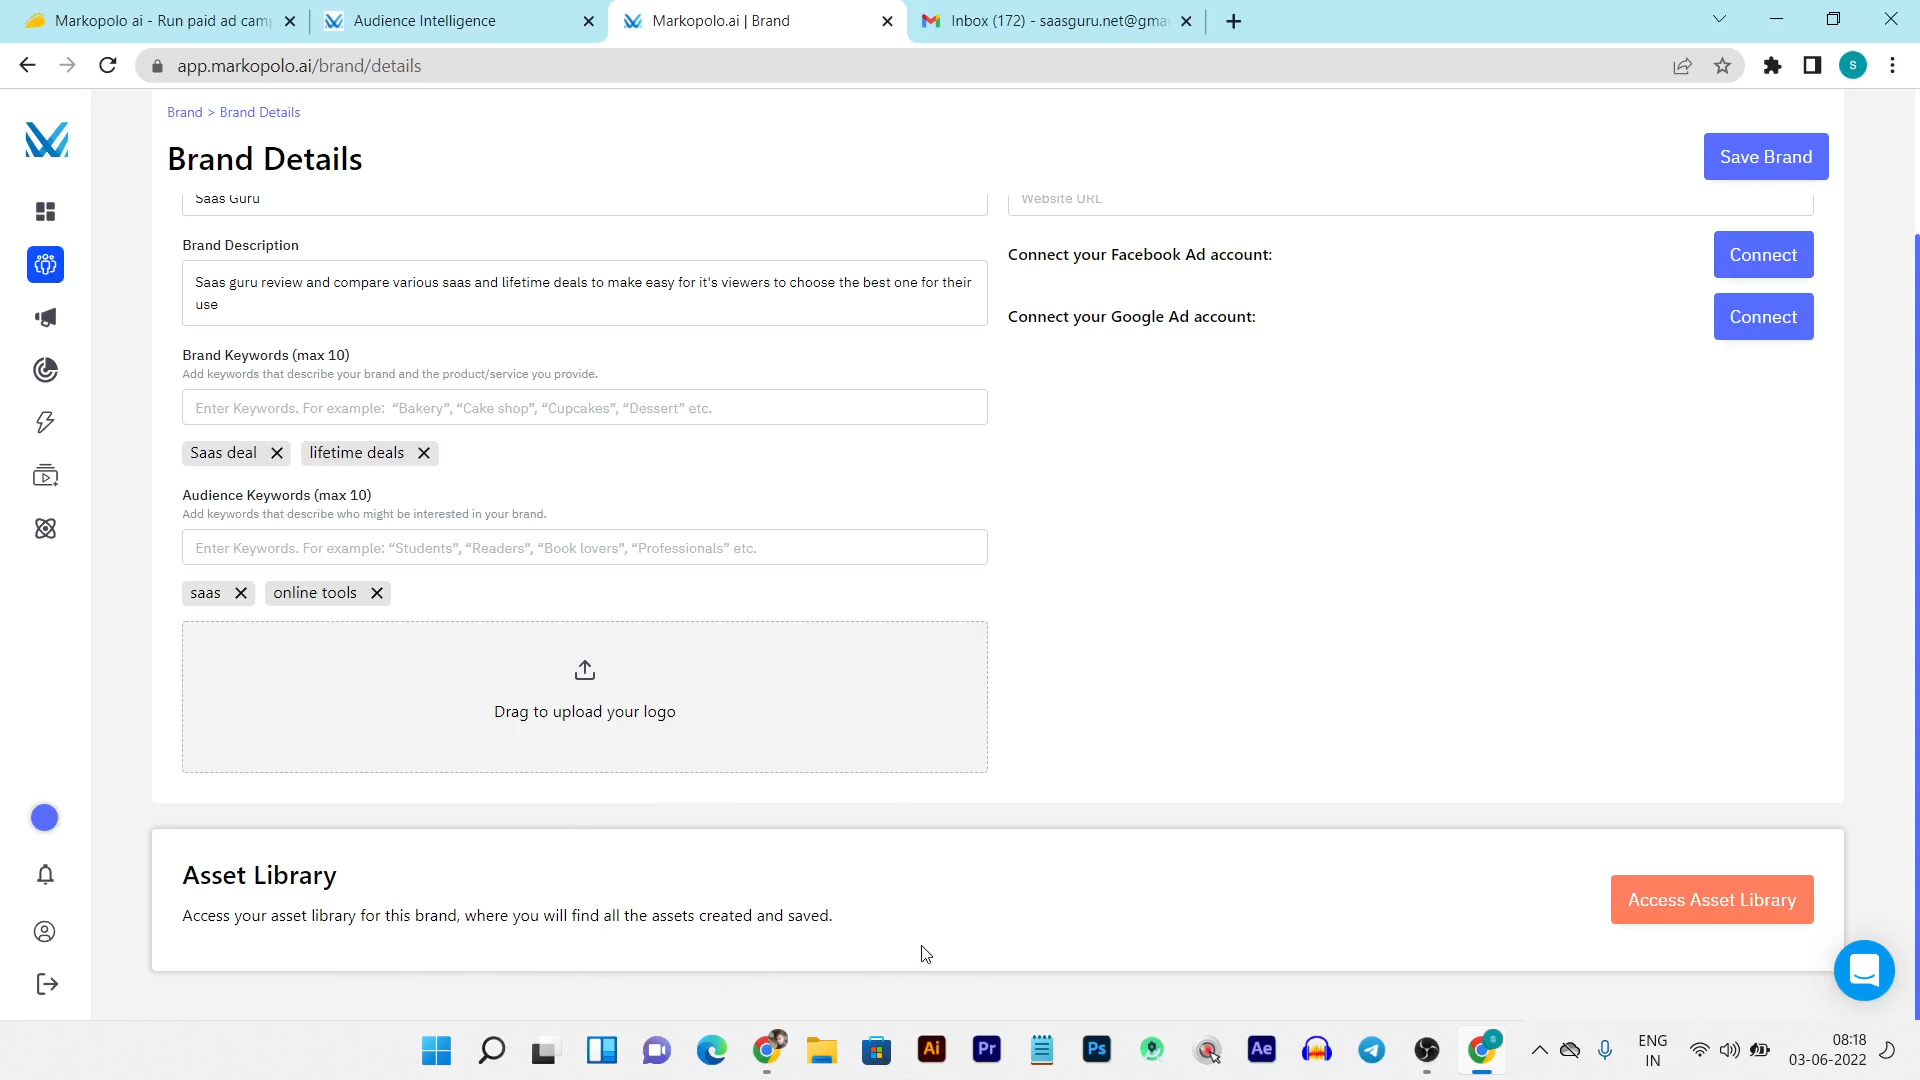 Markopolo ai - Run paid ad camp
Audience Intelligence
Markopolo.ai | Brand
Inbox (172) - saasguru.net@gmai
app.markopolo.ai/brand/details
S
Brand > Brand Details
Brand Details
Save Brand
Saas Guru
Website URL
Brand Description
Saas guru review and compare various saas and lifetime deals to make easy for it's viewers to choose the best one for their
use
Connect your Facebook Ad account:
Connect
Connect your Google Ad account:
Connect
Brand Keywords (max 10)
Add keywords that describe your brand and the product/service you provide.
Enter Keywords. For example: “Bakery”, “Cake shop”, “Cupcakes”, “Dessert” etc.
Saas deal
lifetime deals
Audience Keywords (max 10)
Add keywords that describe who might be interested in your brand.
Enter Keywords. For example: “Students”, “Readers”, “Book lovers”, “Professionals” etc.
saas
online tools
Drag to upload your logo
Asset Library
Access your asset library for this brand, where you will find all the assets created and saved.
Access Asset Library
Ai
Pr
Ps
Ae
S
ENG
IN
08:18
03-06-2022